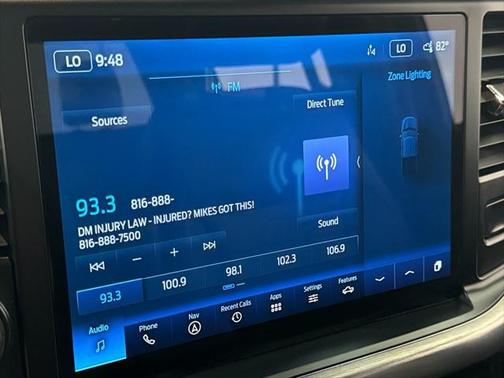 LO 9:48
LO 82°
FM
Zone Lighting
Direct Tune
Sources
93.3 816-888-
DM INJURY LAW - INJURED? MIKES GOT THIS!
816-888-7500
Sound
93.3 100.9 98.1 102.3 106.9
Audio Phone Nav Recent Calls Apps Settings Features